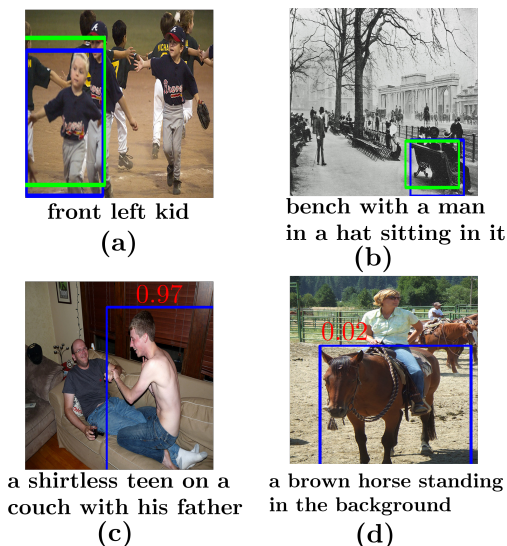 front left kid
(a)
bench with a man
in a hat sitting in it
(b)
0.97
a shirtless teen on a
couch with his father
(c)
0.02
a brown horse standing
in the background
(d)